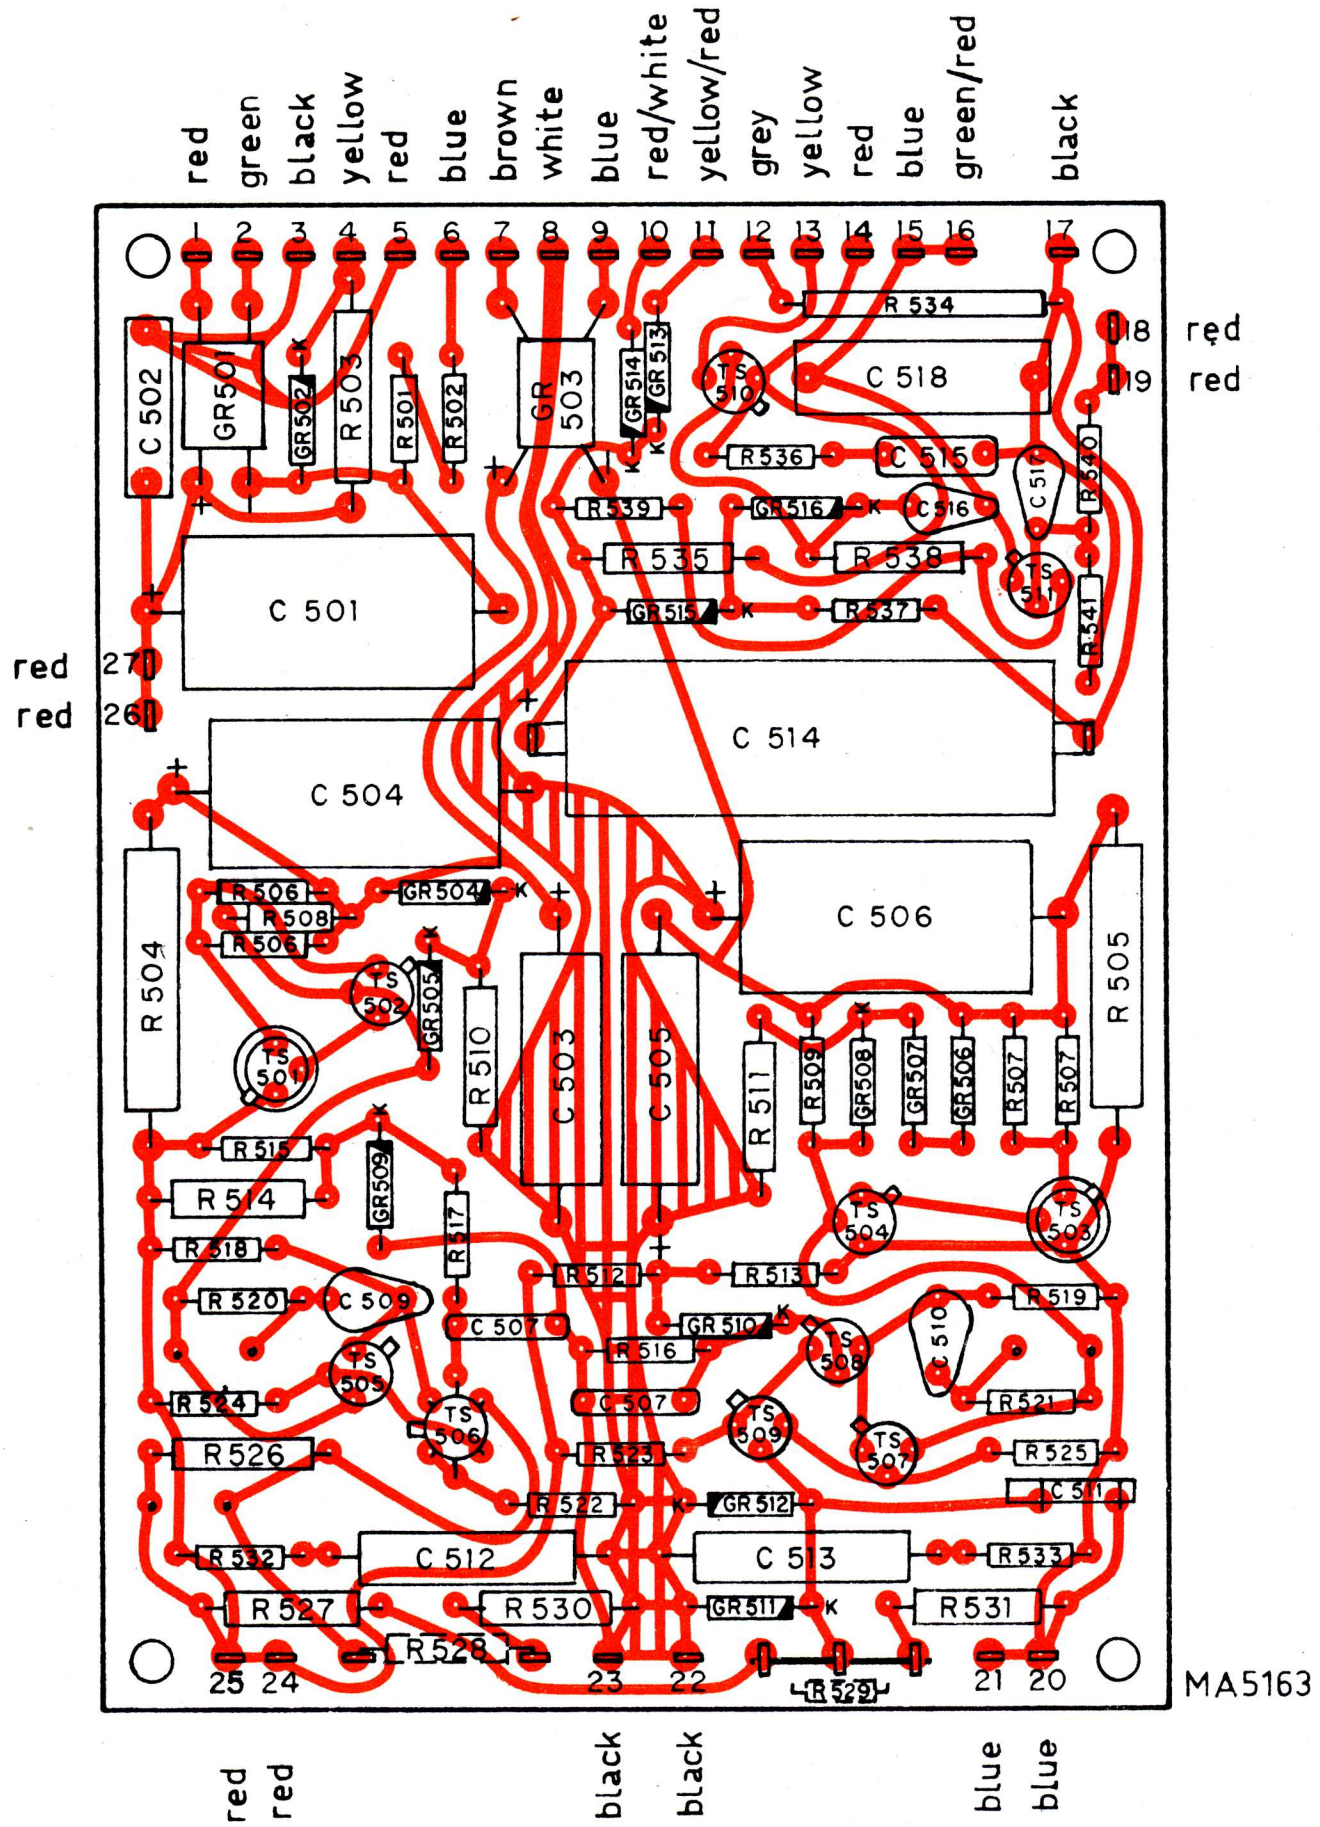 red
green
black
yellow
red
blue
brown
white
blue
red/white
yellow/red
grey
yellow
red
blue
green/red
black
1 2 3 4 5 6 7 8 9 10 11 12 13 14 15 16 17
R 534
18 red
19 red
C 502
GR501
K
GR502
R 503
R 501
R 502
GR 503
GR514
GR513
K
K
TS 510
C 518
R 540
R 536
C 515
C 517
+
+
R 539
GR516
K
C 516
R 535
R 538
TS 511
+
C 501
GR515
K
R 537
R 541
red 27
red 26
+
C 514
+
C 504
R 506
R 508
R 506
GR504
K
+
+
C 506
R 504
K
GR505
TS 502
TS 501
R 510
C 503
C 505
R 511
R 509
K
GR508
GR507
GR506
R 507
R 507
R 505
R 515
K
GR509
R 514
R 517
TS 504
TS 503
R 518
+
R 512
R 513
R 520
C 509
R 519
C 507
GR510
K
C 510
R 516
TS 508
TS 505
R 524
C 507
R 521
TS 506
TS 509
TS 507
R 526
R 523
R 525
R 522
K
GR 512
C 511
R 532
C 512
C 513
R 533
R 527
R 530
GR511
K
R 531
R 528
25 24 23 22 21 20
R 529
MA5163
red
red
black
black
blue
blue